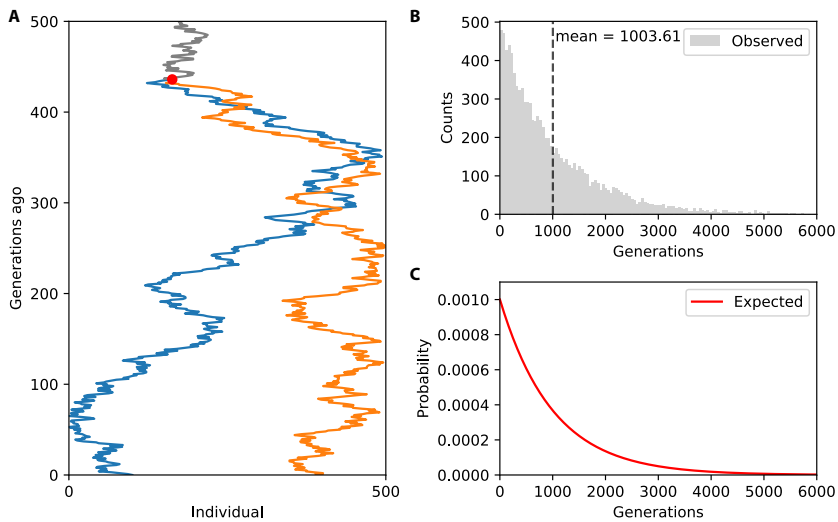 A
500
400
300
200
100
0
Generations ago
0
500
Individual
B
500
400
300
200
100
0
Counts
mean = 1003.61
Observed
0
1000
2000
3000
4000
5000
6000
Generations
C
0.0010
0.0008
0.0006
0.0004
0.0002
0.0000
Probability
Expected
0
1000
2000
3000
4000
5000
6000
Generations